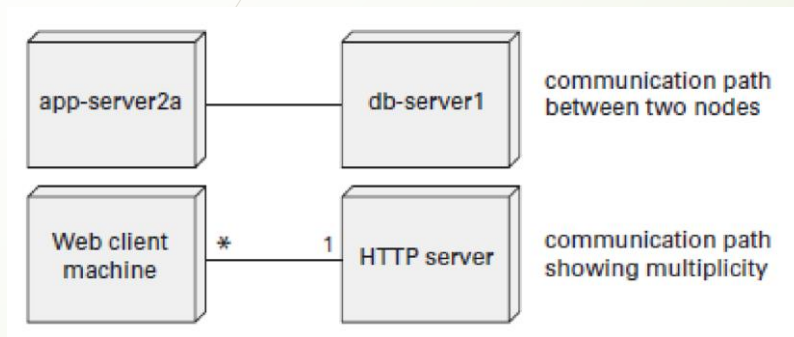 app-server2a
db-server1
communication path
between two nodes
Web client
machine
*
1
HTTP server
communication path
showing multiplicity